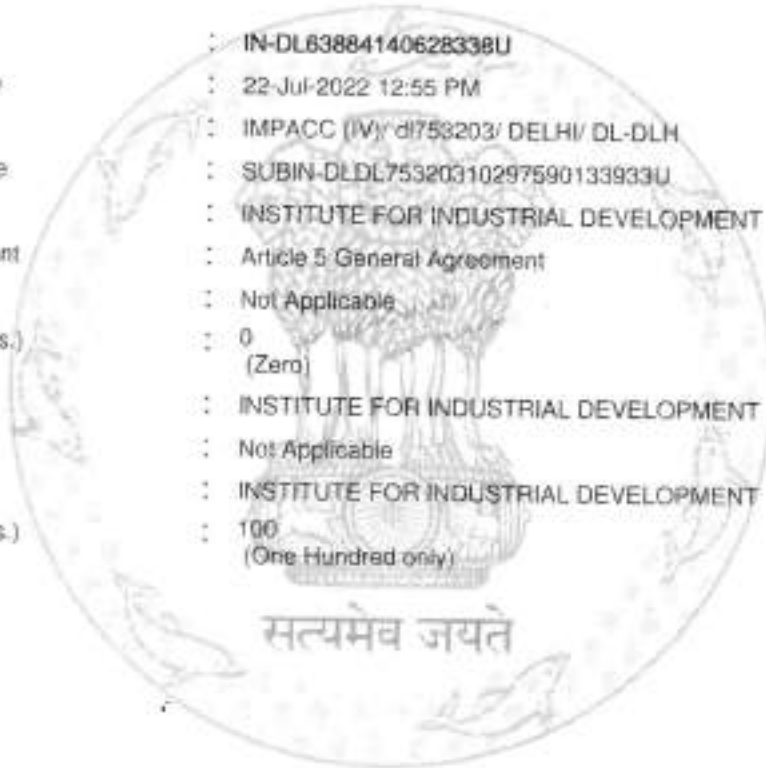 : IN-DL63884140628338U
: 22-Jul-2022 12:55 PM
: IMPACC (IV)/ dl753203/ DELHI/ DL-DLH
: SUBIN-DLDL75320310297590133933U
: INSTITUTE FOR INDUSTRIAL DEVELOPMENT
: Article 5 General Agreement
: Not Applicable
s.) : 0
(Zero)
: INSTITUTE FOR INDUSTRIAL DEVELOPMENT
: Not Applicable
: INSTITUTE FOR INDUSTRIAL DEVELOPMENT
s.) : 100
(One Hundred only)
सत्यमेव जयते